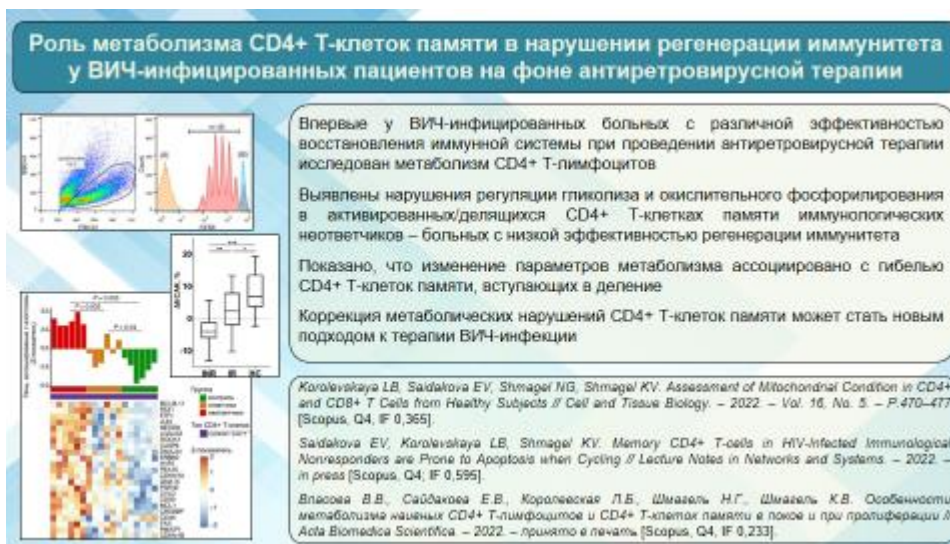 Роль метаболизма CD4+ Т-клеток памяти в нарушении регенерации иммунитета
у ВИЧ-инфицированных пациентов на фоне антиретровирусной терапии
Впервые у ВИЧ-инфицированных больных с различной эффективностью
восстановления иммунной системы при проведении антиретровирусной терапии
исследован метаболизм CD4+ Т-лимфоцитов
Выявлены нарушения регуляции гликолиза и окислительного фосфорилирования
в активированных/делящихся CD4+ Т-клетках памяти иммунологических
неответчиков – больных с низкой эффективностью регенерации иммунитета
Показано, что изменение параметров метаболизма ассоциировано с гибелью
CD4+ Т-клеток памяти, вступающих в деление
Коррекция метаболических нарушений CD4+ Т-клеток памяти может стать новым
подходом к терапии ВИЧ-инфекции
20
10
0
-10
INR IR HC
Korolevskaya LB, Saidakova EV, Shmagel NG, Shmagel KV. Assessment of Mitochondrial Condition in CD4+
and CD8+ T Cells from Healthy Subjects // Cell and Tissue Biology. – 2022. – Vol. 16, No. 5. – P.470–477
[Scopus, Q4, IF 0,365].
Saidakova EV, Korolevskaya LB, Shmagel KV. Memory CD4+ T-cells in HIV-Infected Immunological
Nonresponders are Prone to Apoptosis when Cycling // Lecture Notes in Networks and Systems. – 2022. –
in press [Scopus, Q4; IF 0,595].
Власова В.В., Сайдакова Е.В., Королевская Л.Б., Шмагель Н.Г., Шмагель К.В. Особенности
метаболизма наивных CD4+ Т-лимфоцитов и CD4+ Т-клеток памяти в покое и при пролиферации //
Acta Biomedica Scientifica. – 2022. – принято в печать [Scopus, Q4, IF 0,233].